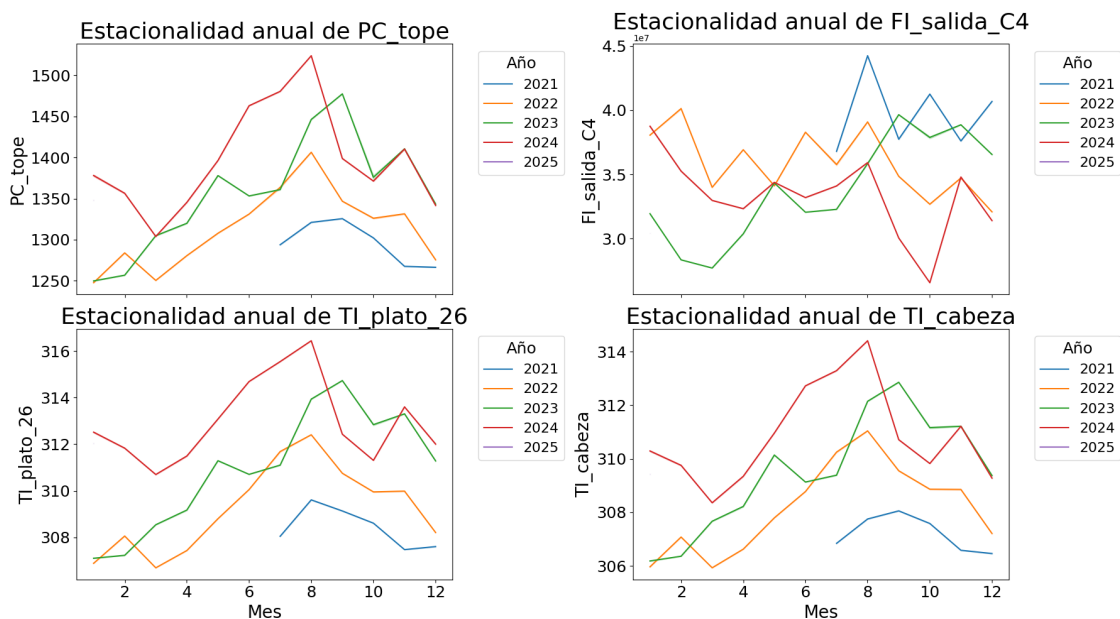 Estacionalidad anual de PC_tope
PC_tope
1500
1450
1400
1350
1300
1250
Año
2021
2022
2023
2024
2025
Estacionalidad anual de FI_salida_C4
1e7
FI_salida_C4
4.5
4.0
3.5
3.0
Año
2021
2022
2023
2024
2025
Estacionalidad anual de TI_plato_26
TI_plato_26
316
314
312
310
308
2 4 6 8 10 12
Mes
Año
2021
2022
2023
2024
2025
Estacionalidad anual de TI_cabeza
TI_cabeza
314
312
310
308
306
2 4 6 8 10 12
Mes
Año
2021
2022
2023
2024
2025